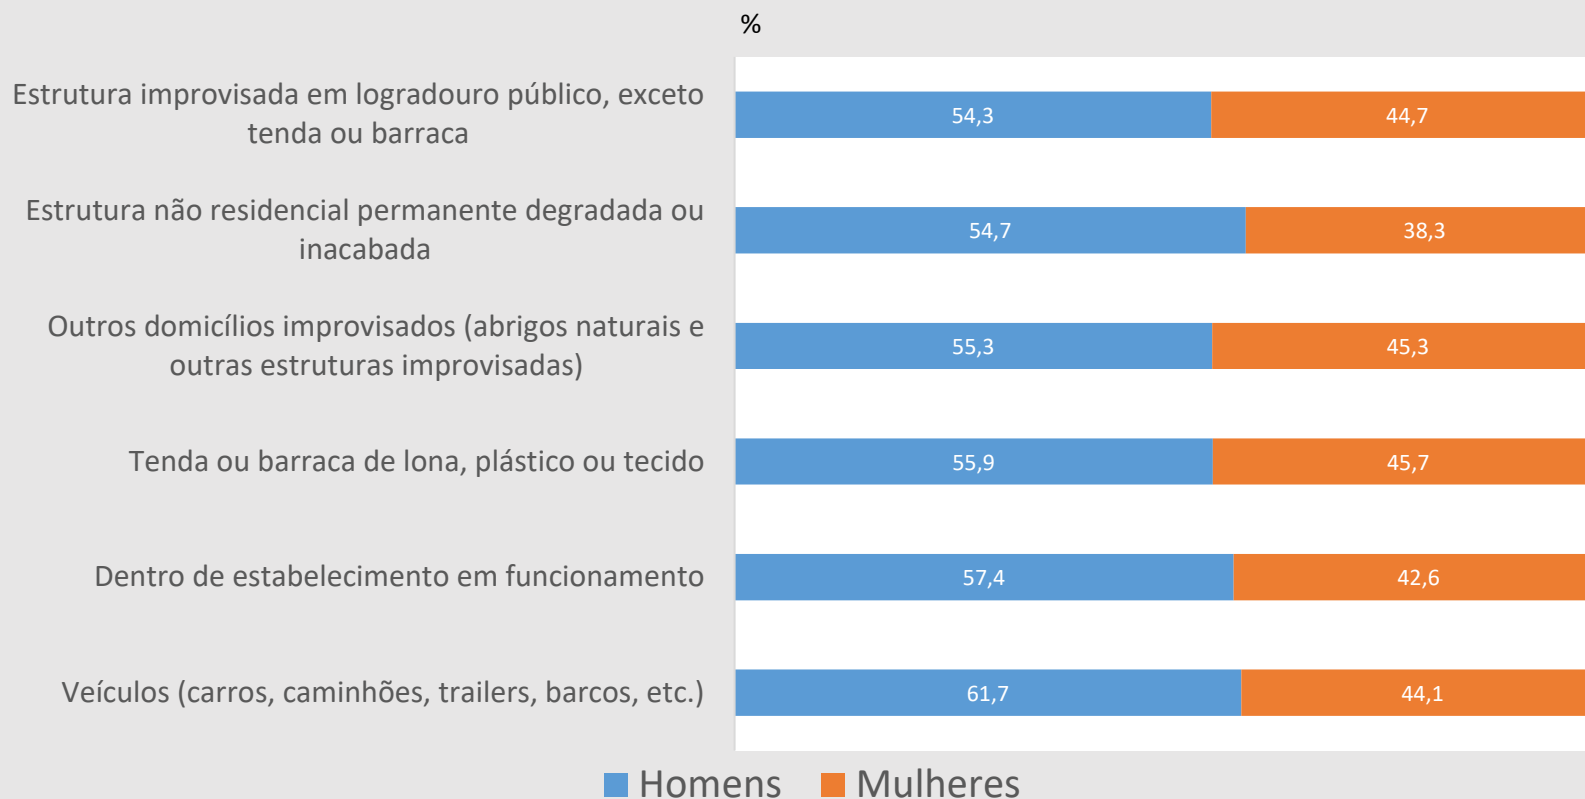 %
Estrutura improvisada em logradouro público, exceto
tenda ou barraca
54,3
44,7
Estrutura não residencial permanente degradada ou
inacabada
54,7
38,3
Outros domicílios improvisados (abrigos naturais e
outras estruturas improvisadas)
55,3
45,3
Tenda ou barraca de lona, plástico ou tecido
55,9
45,7
Dentro de estabelecimento em funcionamento
57,4
42,6
Veículos (carros, caminhões, trailers, barcos, etc.)
61,7
44,1
Homens
Mulheres